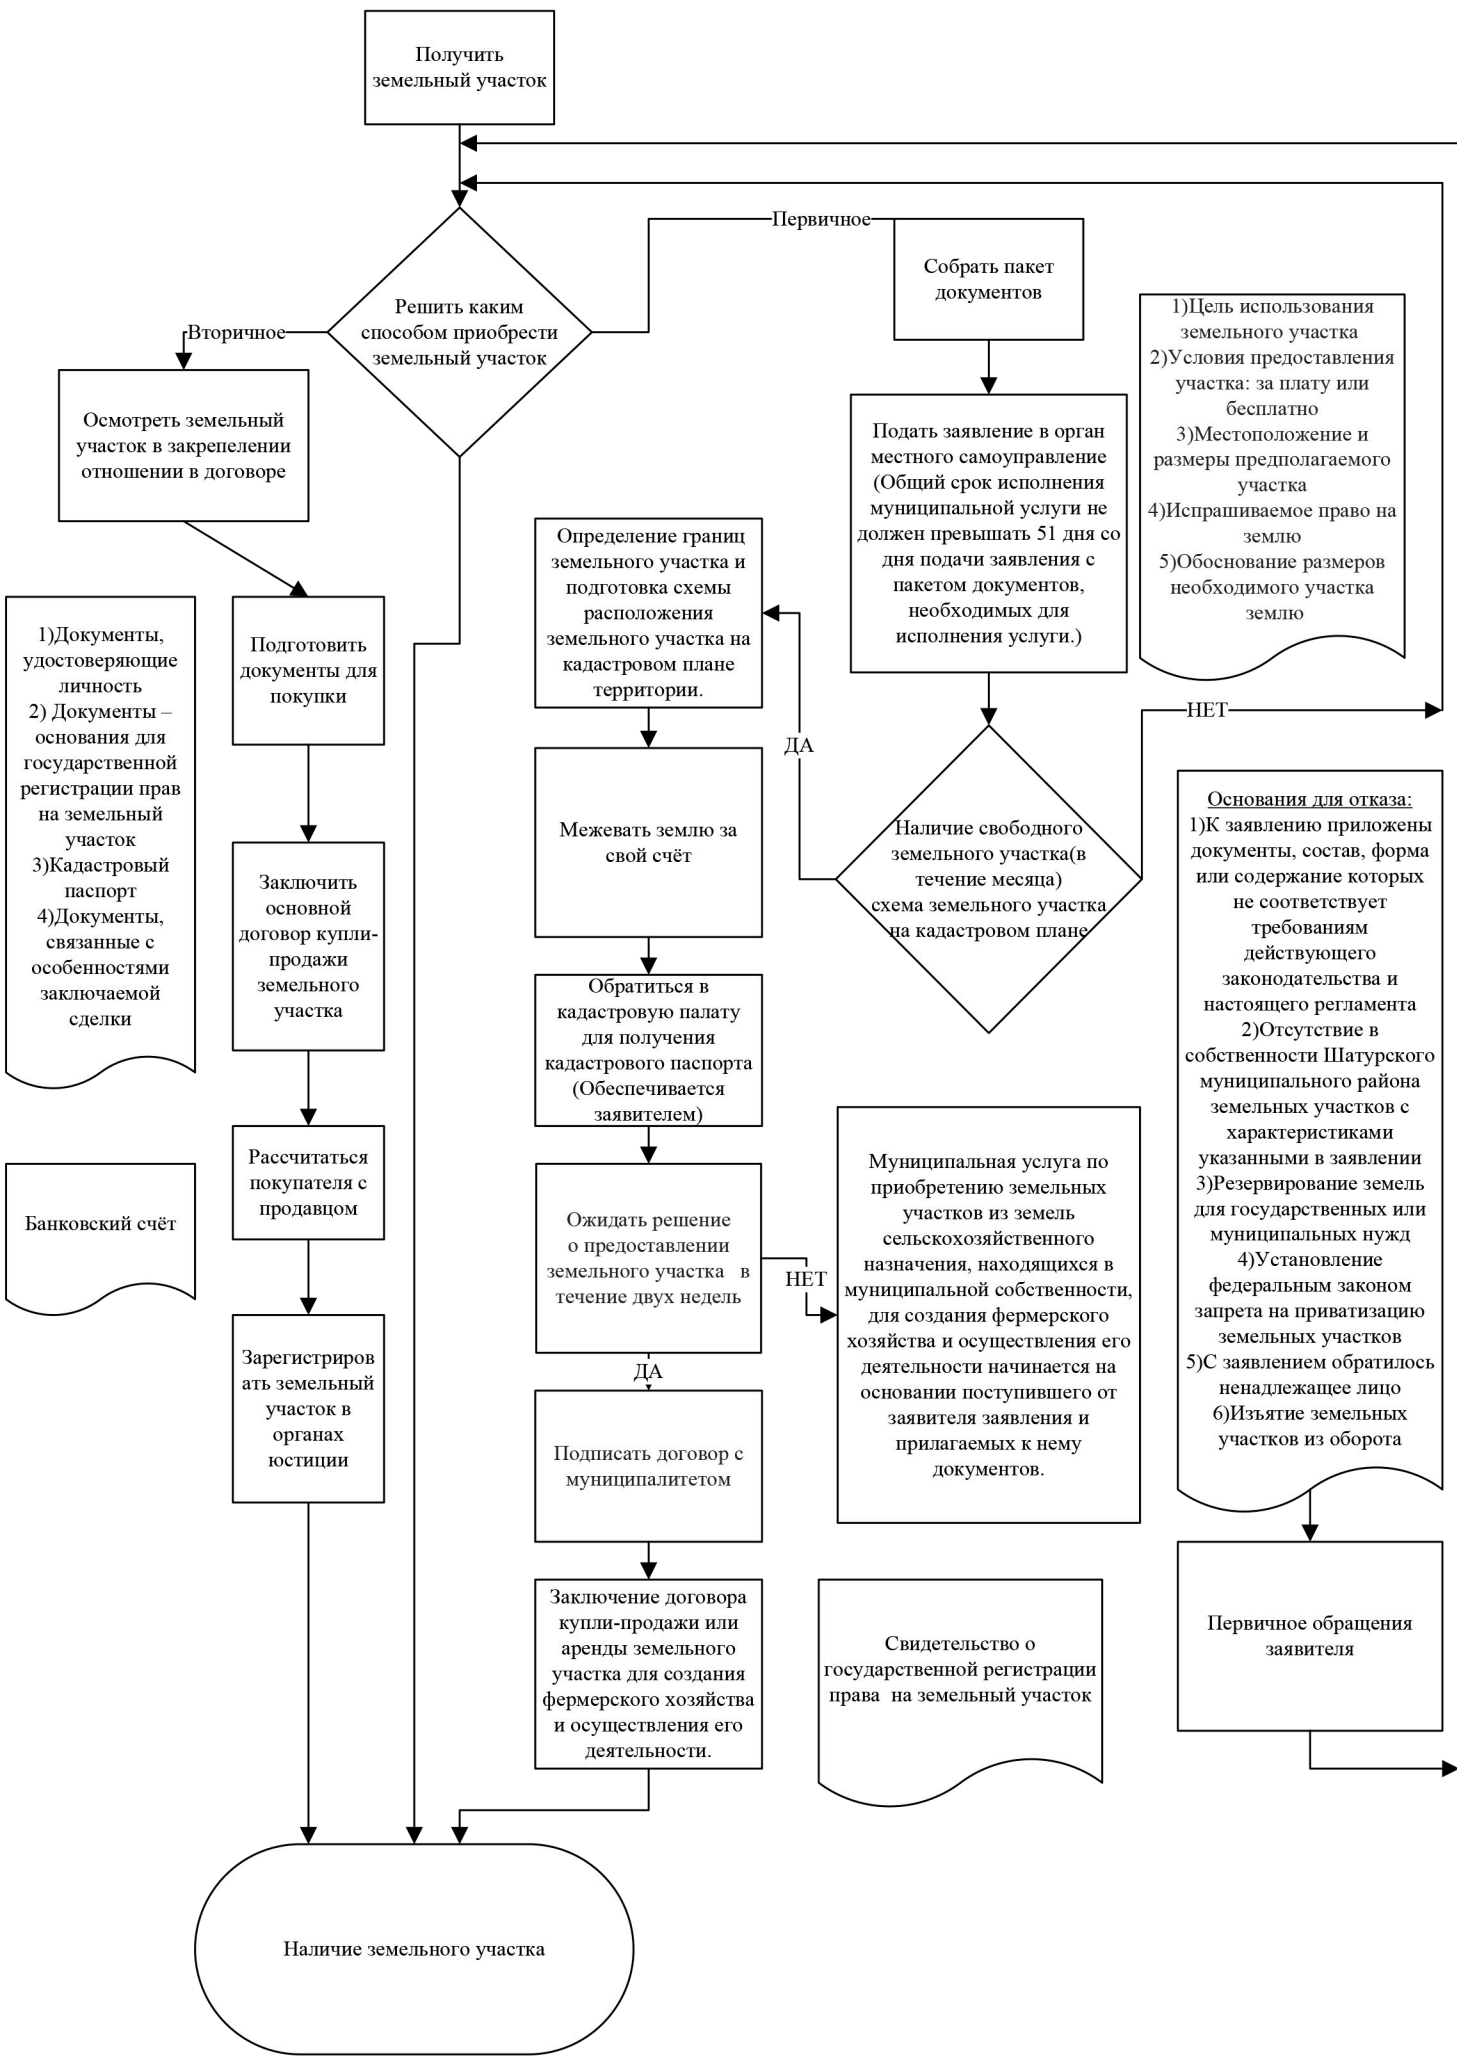 Получить
земельный участок
Первичное
Собрать пакет
документов
Решить каким
способом приобрести
земельный участок
Вторичное
1)Цель использования
земельного участка
2)Условия предоставления
участка: за плату или
бесплатно
3)Местоположение и
размеры предполагаемого
участка
4)Испрашиваемое право на
землю
5)Обоснование размеров
необходимого участка
землю
Осмотреть земельный
участок в закрепелении
отношении в договоре
Подать заявление в орган
местного самоуправление
(Общий срок исполнения
муниципальной услуги не
должен превышать 51 дня со
дня подачи заявления с
пакетом документов,
необходимых для
исполнения услуги.)
Определение границ
земельного участка и
подготовка схемы
расположения
земельного участка на
кадастровом плане
территории.
1)Документы,
удостоверяющие
личность
2) Документы –
основания для
государственной
регистрации прав
на земельный
участок
3)Кадастровый
паспорт
4)Документы,
связанные с
особенностями
заключаемой
сделки
Подготовить
документы для
покупки
НЕТ
ДА
Межевать землю за
свой счёт
Наличие свободного
земельного участка(в
течение месяца)
схема земельного участка
на кадастровом плане
Основания для отказа:
1)К заявлению приложены
документы, состав, форма
или содержание которых
не соответствует
требованиям
действующего
законодательства и
настоящего регламента
2)Отсутствие в
собственности Шатурского
муниципального района
земельных участков с
характеристиками
указанными в заявлении
3)Резервирование земель
для государственных или
муниципальных нужд
4)Установление
федеральным законом
запрета на приватизацию
земельных участков
5)С заявлением обратилось
ненадлежащее лицо
6)Изъятие земельных
участков из оборота
Заключить
основной
договор купли-
продажи
земельного
участка
Обратиться в
кадастровую палату
для получения
кадастрового паспорта
(Обеспечивается
заявителем)
Рассчитаться
покупателя с
продавцом
Банковский счёт
Ожидать решение
о предоставлении
земельного участка в
течение двух недель
НЕТ
Муниципальная услуга по
приобретению земельных
участков из земель
сельскохозяйственного
назначения, находящихся в
муниципальной собственности,
для создания фермерского
хозяйства и осуществления его
деятельности начинается на
основании поступившего от
заявителя заявления и
прилагаемых к нему
документов.
ДА
Зарегистриров
ать земельный
участок в
органах
юстиции
Подписать договор с
муниципалитетом
Заключение договора
купли-продажи или
аренды земельного
участка для создания
фермерского хозяйства
и осуществления его
деятельности.
Свидетельство о
государственной регистрации
права на земельный участок
Первичное обращения
заявителя
Наличие земельного участка